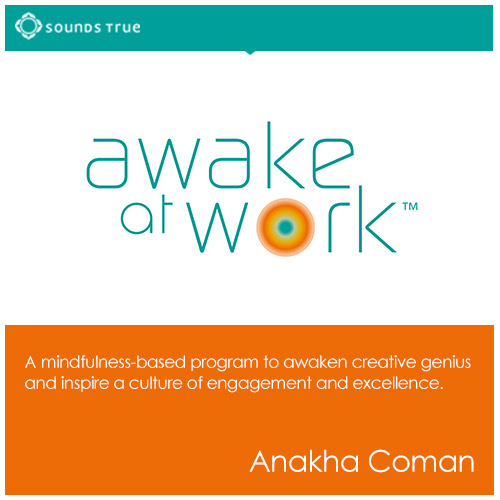 sounds true
awake
at work™
A mindfulness-based program to awaken creative genius
and inspire a culture of engagement and excellence.
Anakha Coman